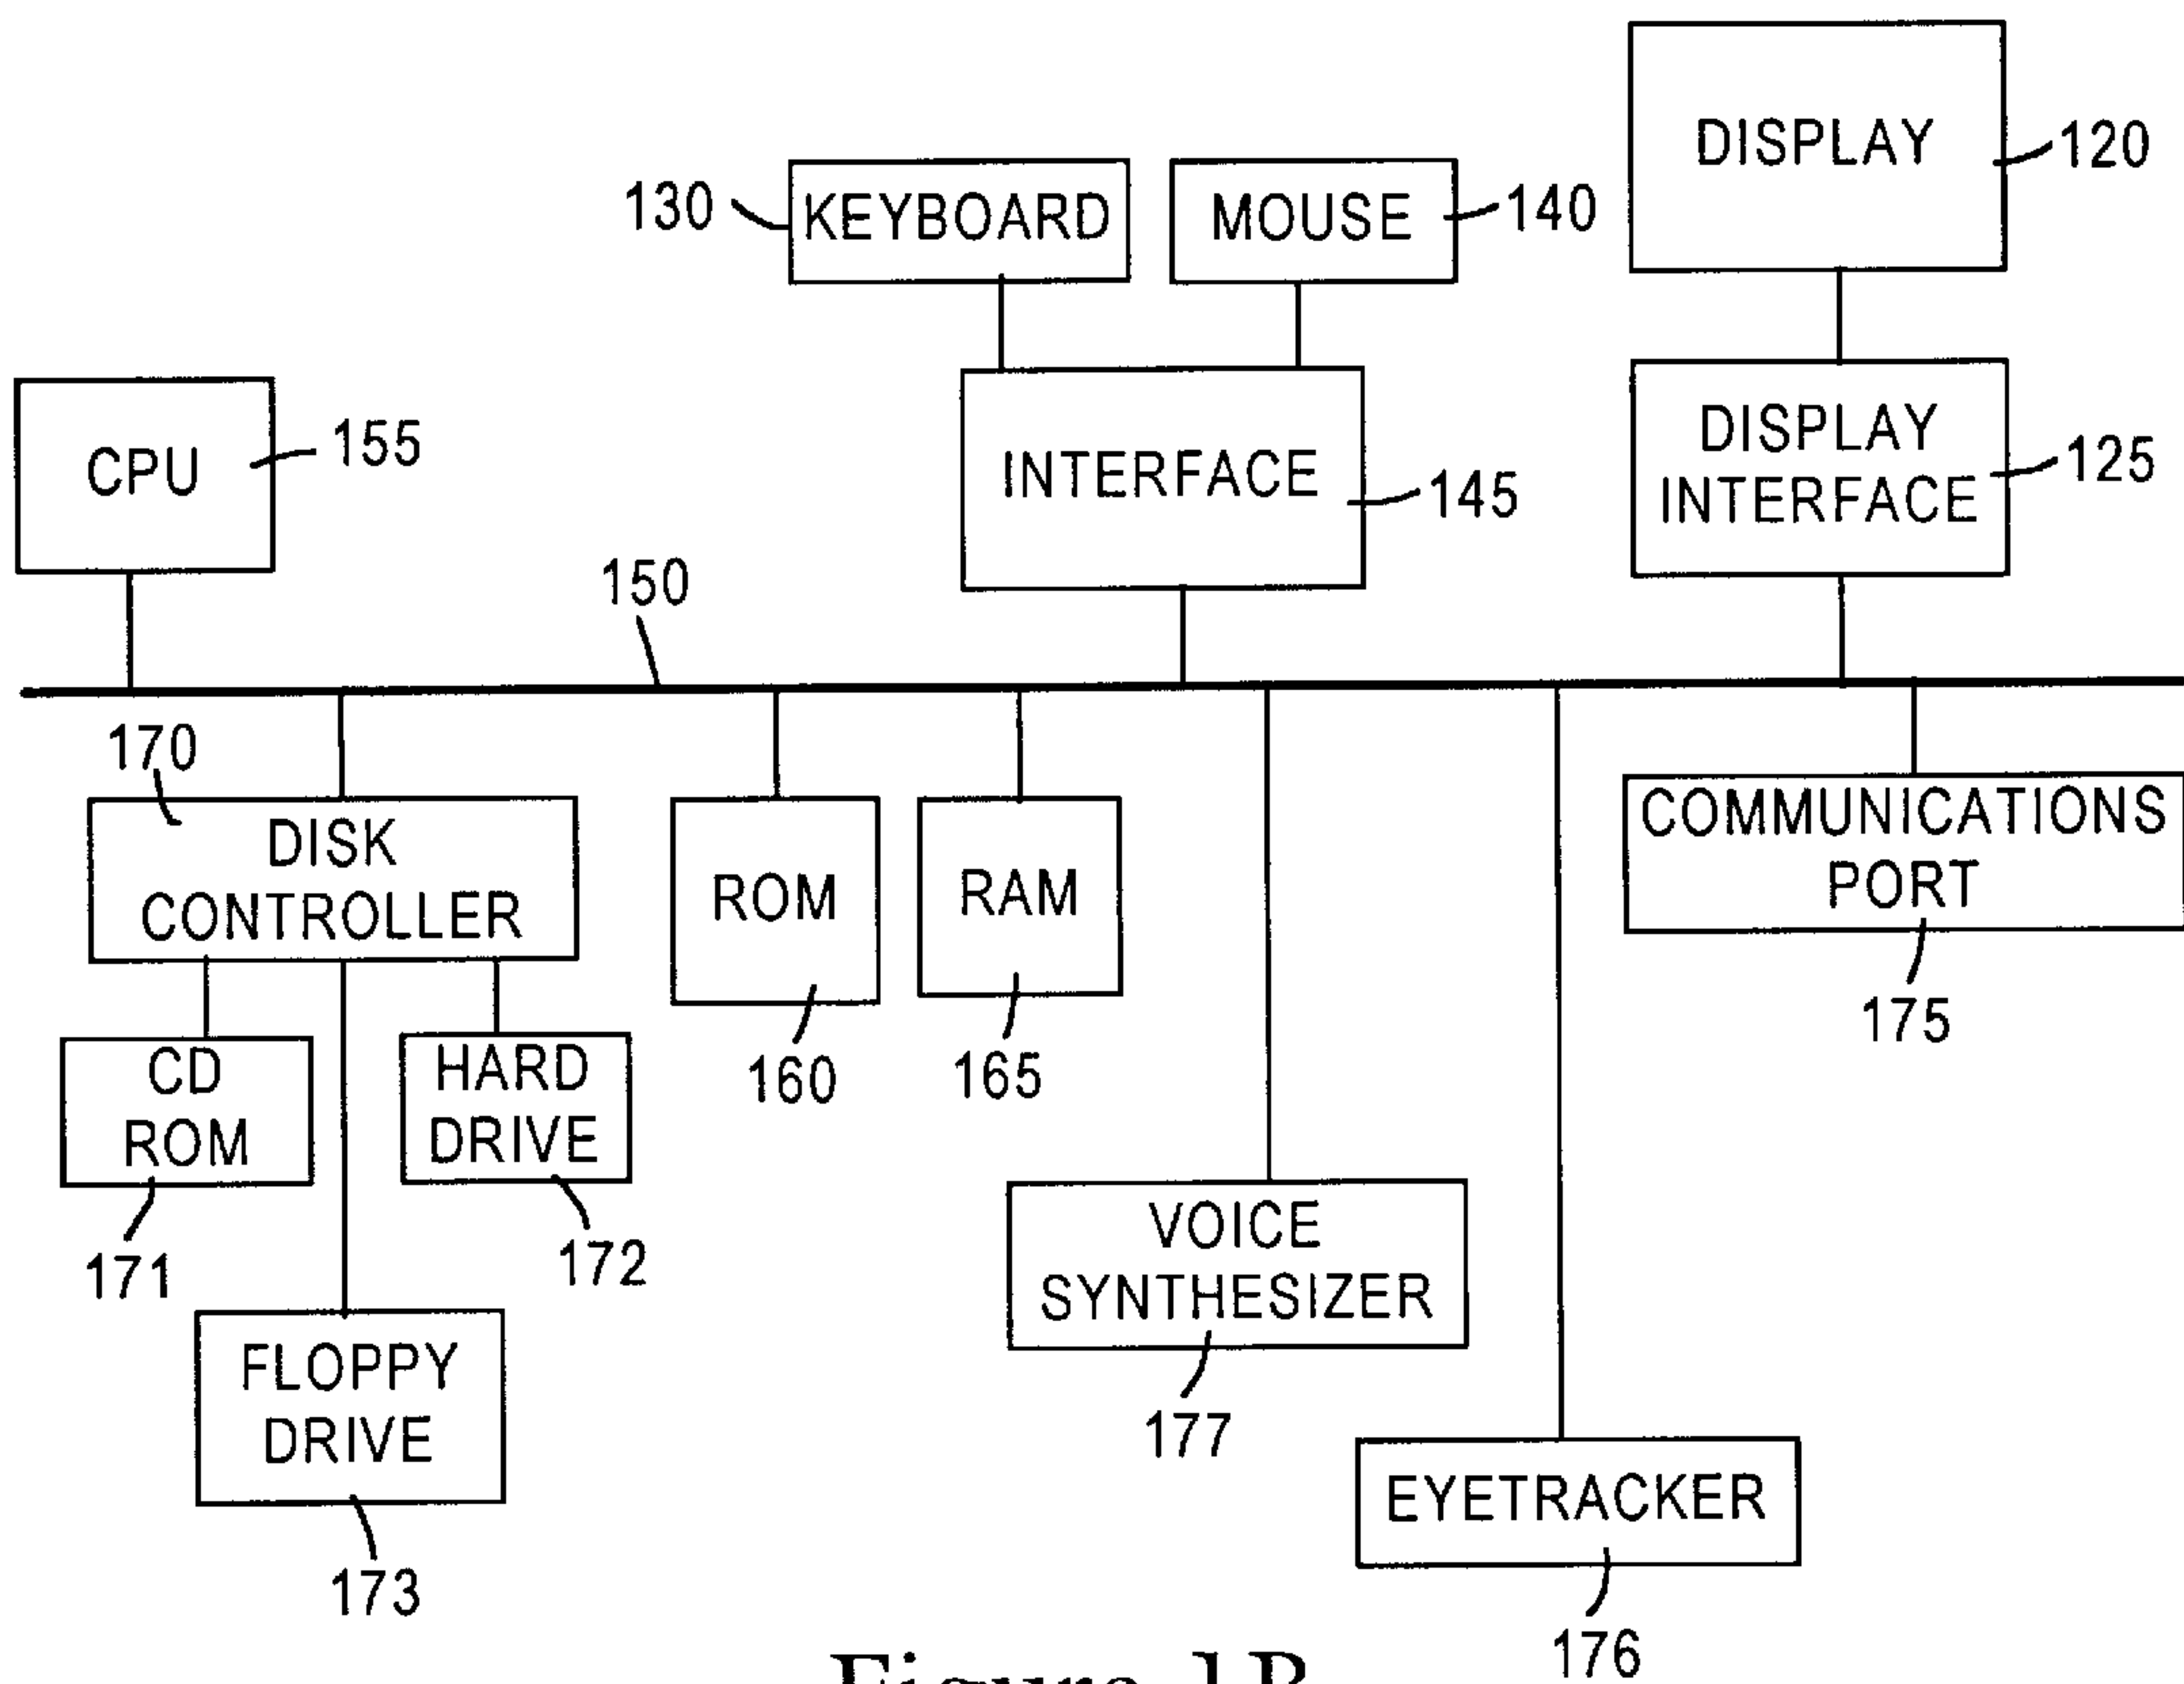 DISPLAY
120
130
KEYBOARD
MOUSE
140
CPU
155
INTERFACE
145
DISPLAY
INTERFACE
125
150
170
DISK
CONTROLLER
ROM
160
RAM
165
COMMUNICATIONS
PORT
175
CD
ROM
171
HARD
DRIVE
172
FLOPPY
DRIVE
173
VOICE
SYNTHESIZER
177
EYETRACKER
176
Figure 1B